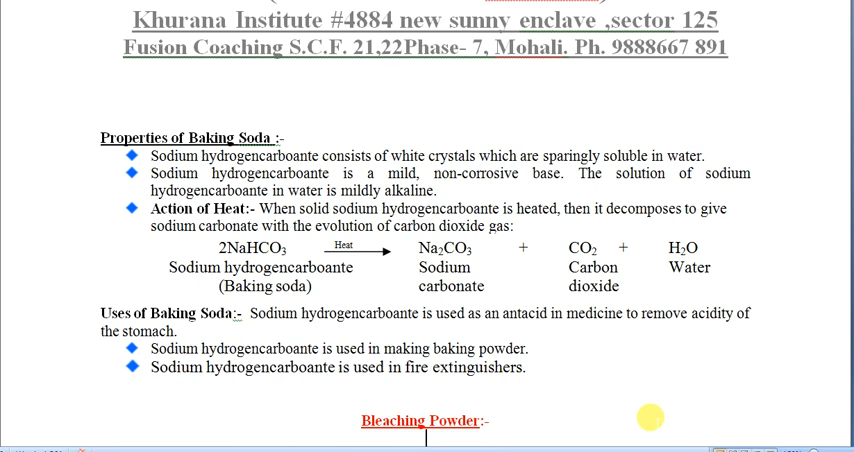 Khurana Institute #4884 new sunny enclave ,sector 125
Fusion Coaching S.C.F. 21,22Phase- 7, Mohali. Ph. 9888667 891
Properties of Baking Soda :-
Sodium hydrogencarboante consists of white crystals which are sparingly soluble in water.
Sodium hydrogencarboante is a mild, non-corrosive base. The solution of sodium
hydrogencarboante in water is mildly alkaline.
Action of Heat:- When solid sodium hydrogencarboante is heated, then it decomposes to give
sodium carbonate with the evolution of carbon dioxide gas:
2NaHCO₃ Heat Na₂CO₃ + CO₂ + H₂O
Sodium hydrogencarboante Sodium Carbon Water
(Baking soda) carbonate dioxide
Uses of Baking Soda:- Sodium hydrogencarboante is used as an antacid in medicine to remove acidity of
the stomach.
Sodium hydrogencarboante is used in making baking powder.
Sodium hydrogencarboante is used in fire extinguishers.
Bleaching Powder:-